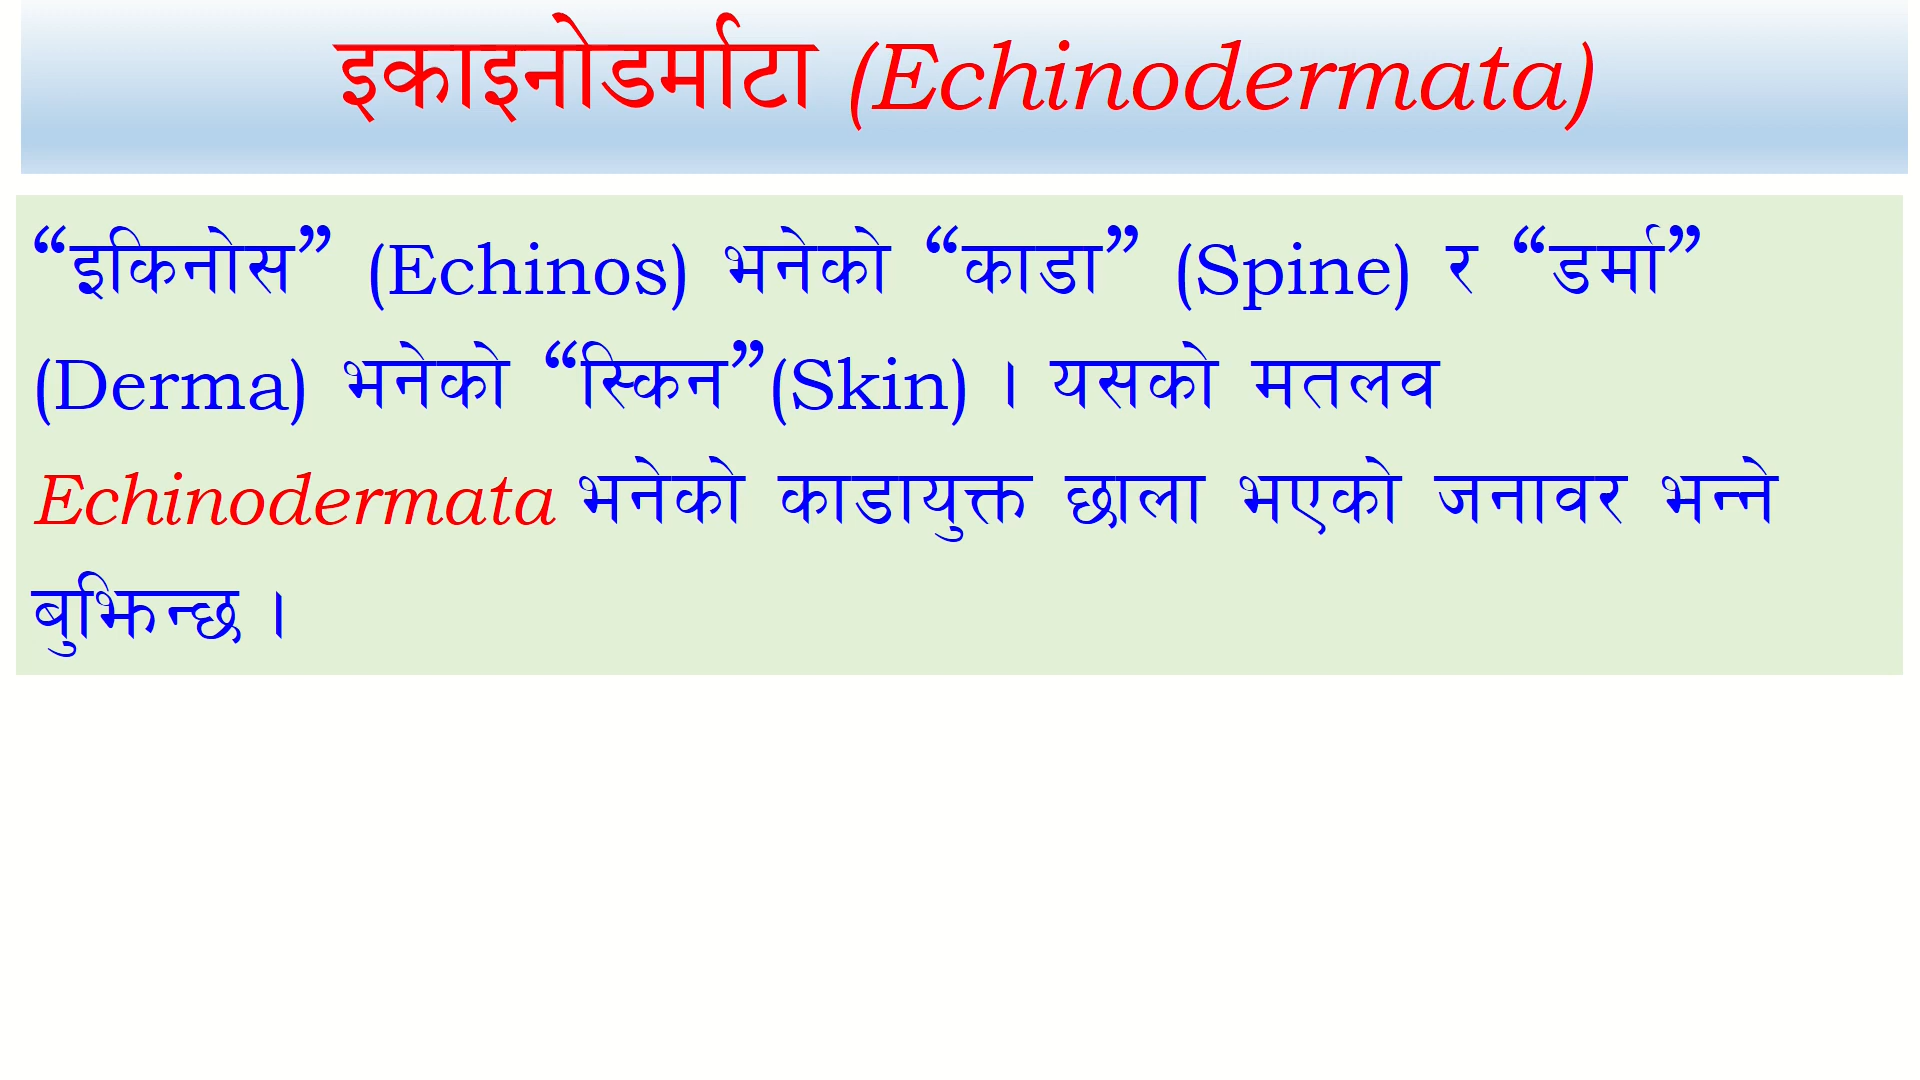 इकाइनोडर्माटा (Echinodermata)
“इकिनोस” (Echinos) भनेको “काडा” (Spine) र “डर्मा”
(Derma) भनेको “स्किन”(Skin) । यसको मतलव
Echinodermata भनेको काडायुक्त छाला भएको जनावर भन्ने
बुझिन्छ ।